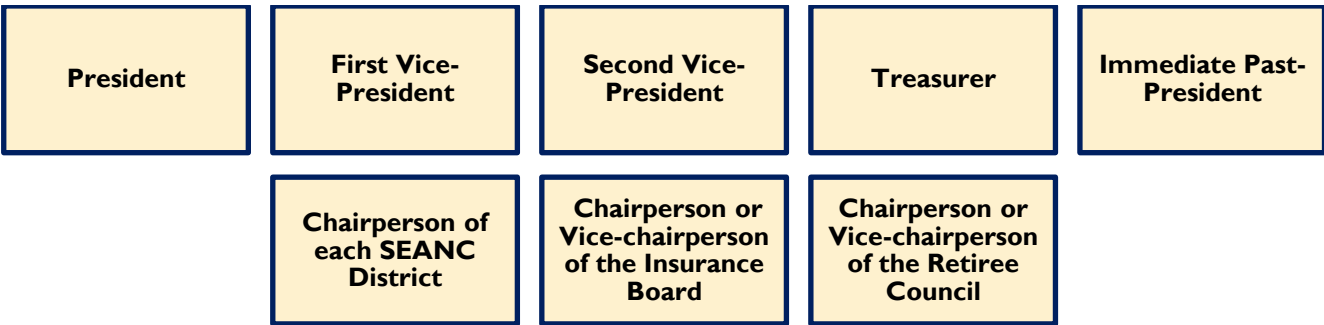 President
First Vice-
President
Second Vice-
President
Treasurer
Immediate Past-
President
Chairperson of
each SEANC
District
Chairperson or
Vice-chairperson
of the Insurance
Board
Chairperson or
Vice-chairperson
of the Retiree
Council